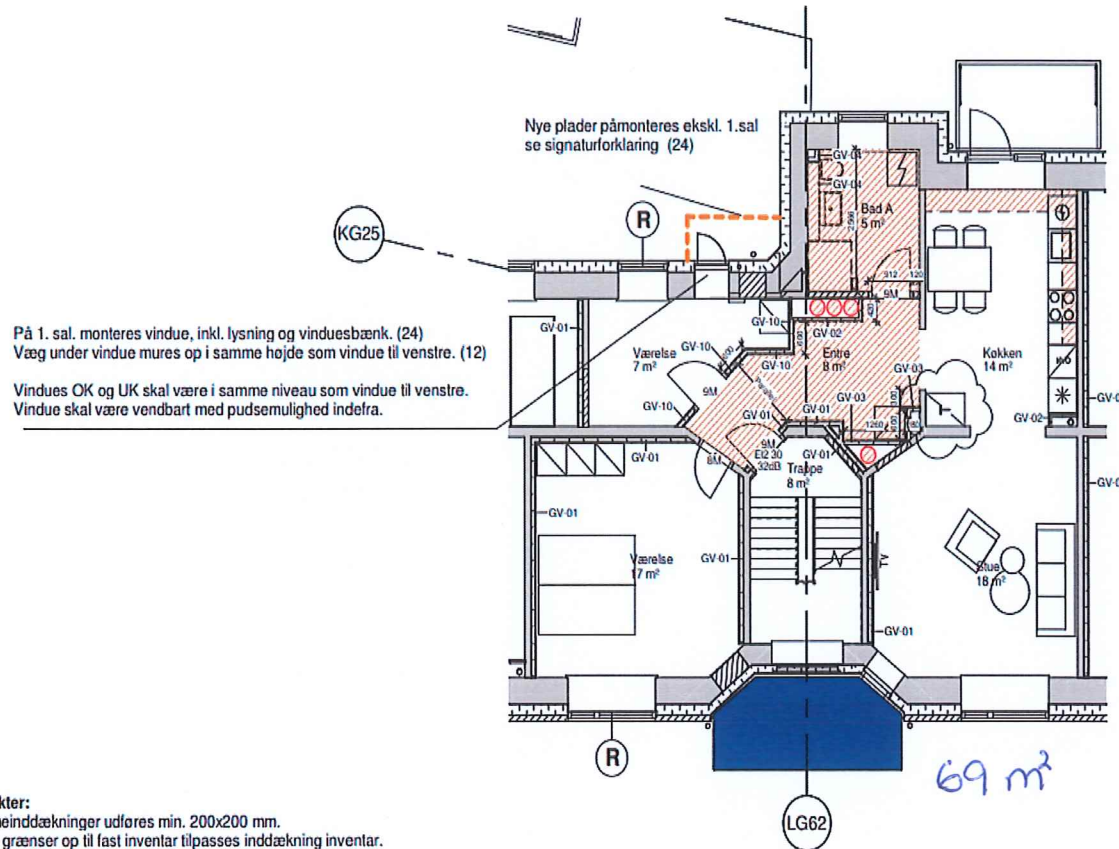 Nye plader påmonteres ekskl. 1.sal
se signaturforklaring (24)
KG25
R
På 1. sal. monteres vindue, inkl. lysning og vinduesbænk. (24)
Væg under vindue mures op i samme højde som vindue til venstre. (12)
Vindues OK og UK skal være i samme niveau som vindue til venstre.
Vindue skal være vendbart med pudsemulighed indefra.
GV-04
GV-04
Bad A
5 m²
912
120
9M
GV-01
GV-10
GV-02
Værelse
7 m²
GV-10
GV-10
Entre
8 m²
Køkken
14 m²
GV-03
9M
GV-10
GV-01
GV-01
GV-03
1260
GV-02
9M
8M
EI2 30
32dB
GV-01
GV-01
Trappe
8 m²
GV-01
Værelse
17 m²
GV-01
TV
Stue
18 m²
GV-01
R
69 m²
LG62
kter:
einddækninger udføres min. 200x200 mm.
grænser op til fast inventar tilpasses inddækning inventar.